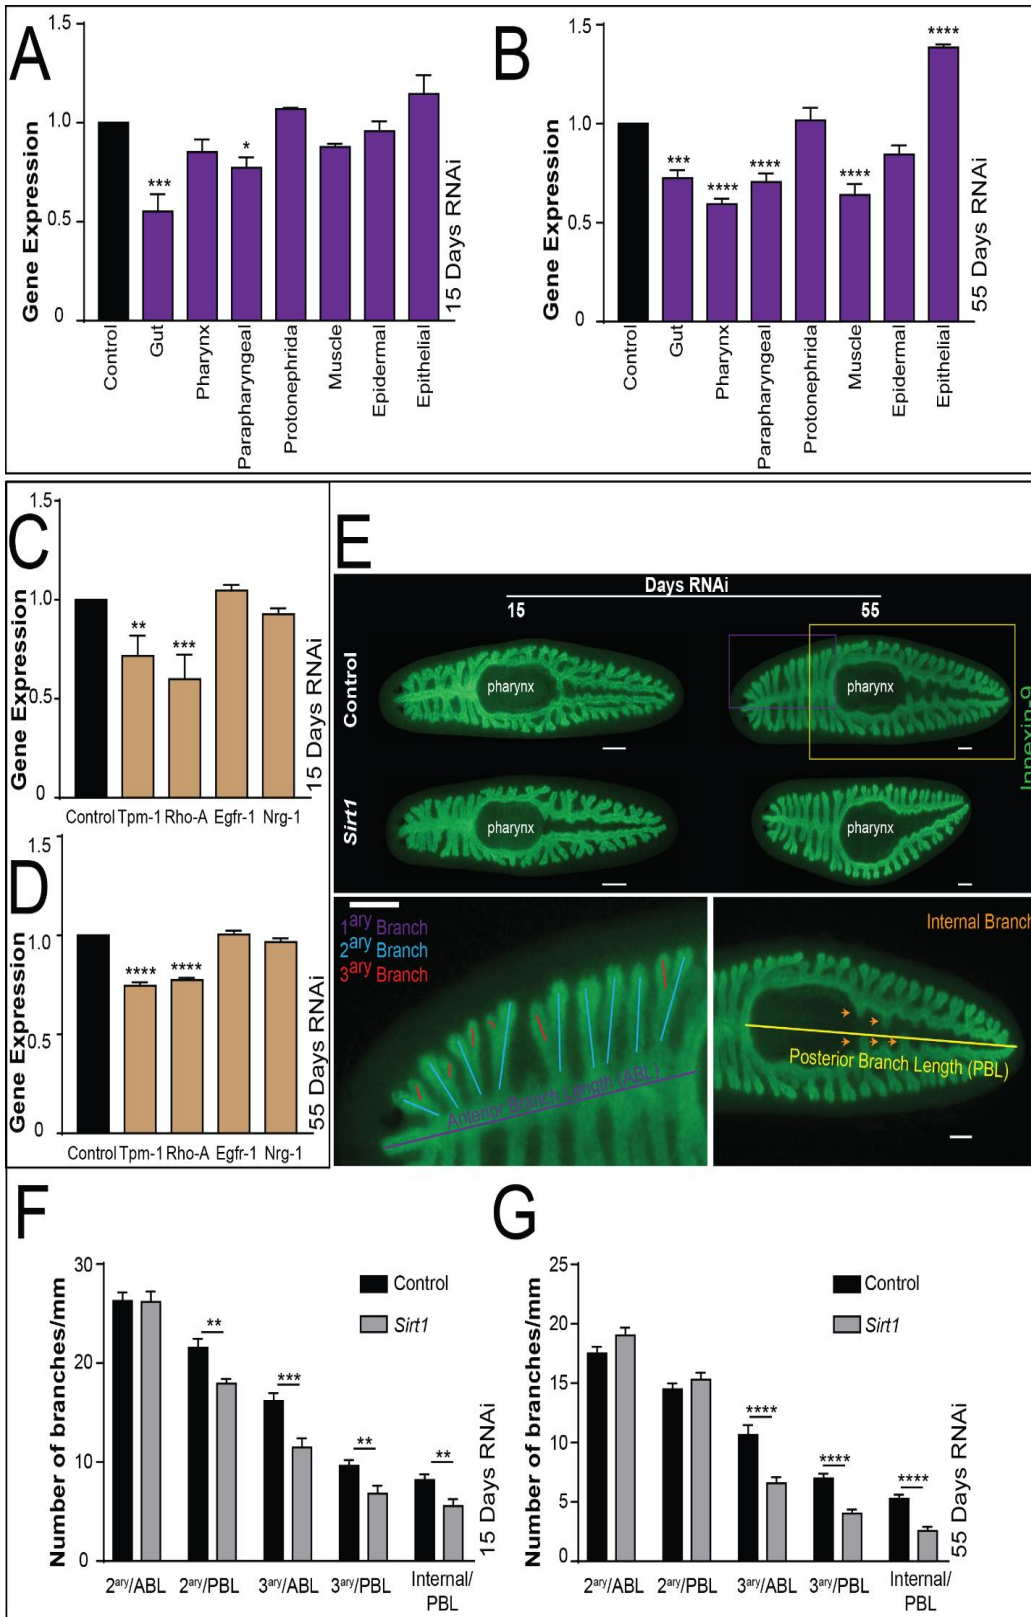 A
Gene Expression
1.5
1.0
0.5
0
***
*
Control
Gut
Pharynx
Parapharyngeal
Protonephrida
Muscle
Epidermal
Epithelial
15 Days RNAi
B
Gene Expression
1.5
1.0
0.5
0
***
****
****
****
****
Control
Gut
Pharynx
Parapharyngeal
Protonephrida
Muscle
Epidermal
Epithelial
55 Days RNAi
C
Gene Expression
1.5
1.0
0.5
0
**
***
Control Tpm-1 Rho-A Egfr-1 Nrg-1
15 Days RNAi
D
Gene Expression
1.5
1.0
0.5
0
****
****
Control Tpm-1 Rho-A Egfr-1 Nrg-1
55 Days RNAi
E
Days RNAi
15 55
Control
pharynx pharynx
Sirt1
pharynx pharynx
1ary Branch
2ary Branch
3ary Branch
Anterior Branch Length (ABL)
Internal Branch
Posterior Branch Length (PBL)
F
Number of branches/mm
30
20
10
0
Control
Sirt1
**
***
**
**
2ary/ABL 2ary/PBL 3ary/ABL 3ary/PBL Internal/
PBL
15 Days RNAi
G
Number of branches/mm
25
20
15
10
5
0
Control
Sirt1
****
****
****
2ary/ABL 2ary/PBL 3ary/ABL 3ary/PBL Internal/
PBL
55 Days RNAi